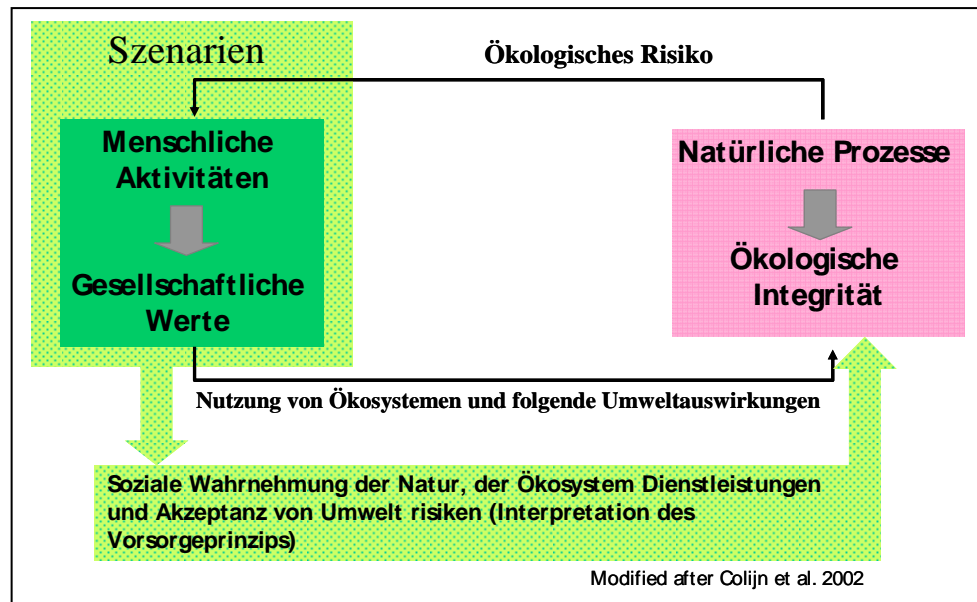 Szenarien
Ökologisches Risiko
Menschliche
Aktivitäten
Gesellschaftliche
Werte
Natürliche Prozesse
Ökologische
Integrität
Nutzung von Ökosystemen und folgende Umweltauswirkungen
Soziale Wahrnehmung der Natur, der Ökosystem Dienstleistungen
und Akzeptanz von Umwelt risiken (Interpretation des
Vorsorgeprinzips)
Modified after Colijn et al. 2002